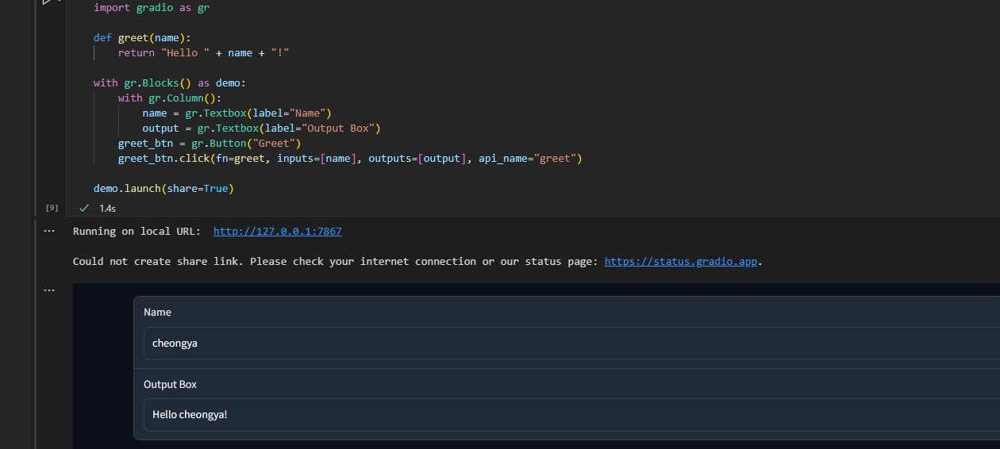 import gradio as gr
def greet(name):
return "Hello " + name + "!"
with gr.Blocks() as demo:
with gr.Column():
name = gr.Textbox(label="Name")
output = gr.Textbox(label="Output Box")
greet_btn = gr.Button("Greet")
greet_btn.click(fn=greet, inputs=[name], outputs=[output], api_name="greet")
demo.launch(share=True)
[9] ✓ 1.4s
... Running on local URL: http://127.0.0.1:7867
Could not create share link. Please check your internet connection or our status page: https://status.gradio.app.
...
Name
cheongya
Output Box
Hello cheongya!